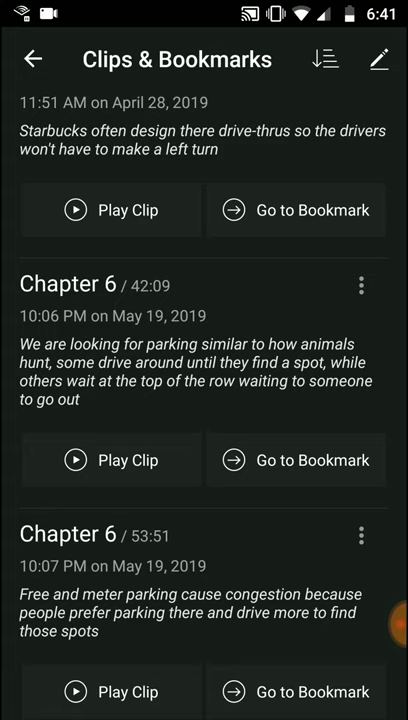 6:41
Clips & Bookmarks
11:51 AM on April 28, 2019
Starbucks often design there drive-thrus so the drivers
won't have to make a left turn
Play Clip
Go to Bookmark
Chapter 6 / 42:09
10:06 PM on May 19, 2019
We are looking for parking similar to how animals
hunt, some drive around until they find a spot, while
others wait at the top of the row waiting to someone
to go out
Play Clip
Go to Bookmark
Chapter 6 / 53:51
10:07 PM on May 19, 2019
Free and meter parking cause congestion because
people prefer parking there and drive more to find
those spots
Play Clip
Go to Bookmark